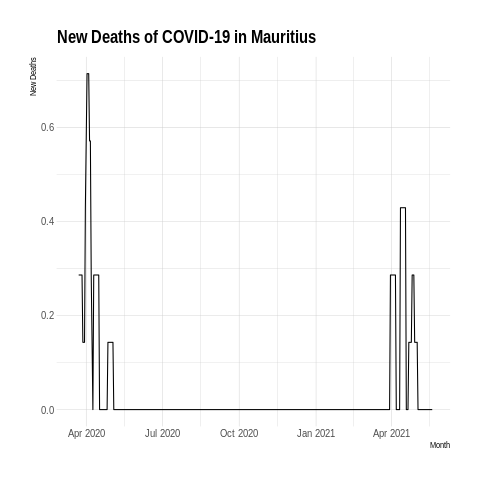 New Deaths of COVID-19 in Mauritius
New Deaths
0.6
0.4
0.2
0.0
Apr 2020 Jul 2020 Oct 2020 Jan 2021 Apr 2021
Month